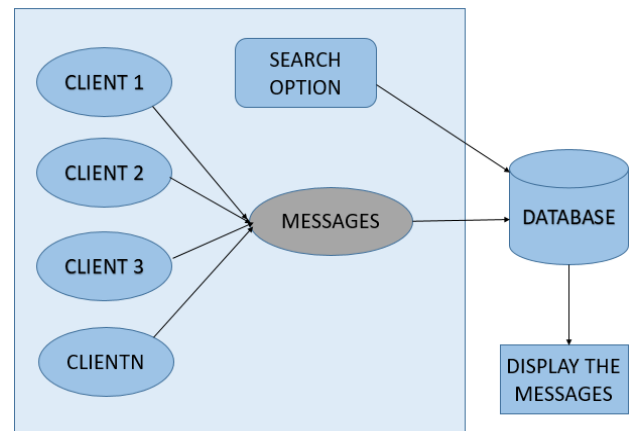 CLIENT 1
SEARCH
OPTION
CLIENT 2
MESSAGES
DATABASE
CLIENT 3
CLIENTN
DISPLAY THE
MESSAGES